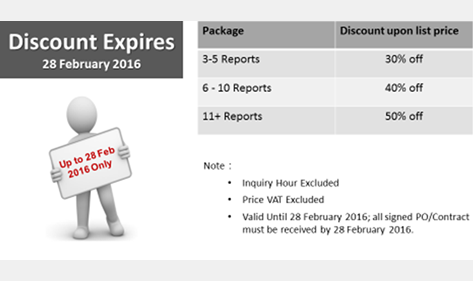 Discount Expires
28 February 2016
Up to 28 Feb
2016 Only
Package Discount upon list price
3-5 Reports 30% off
6 - 10 Reports 40% off
11+ Reports 50% off
Note :
• Inquiry Hour Excluded
• Price VAT Excluded
• Valid Until 28 February 2016; all signed PO/Contract
must be received by 28 February 2016.